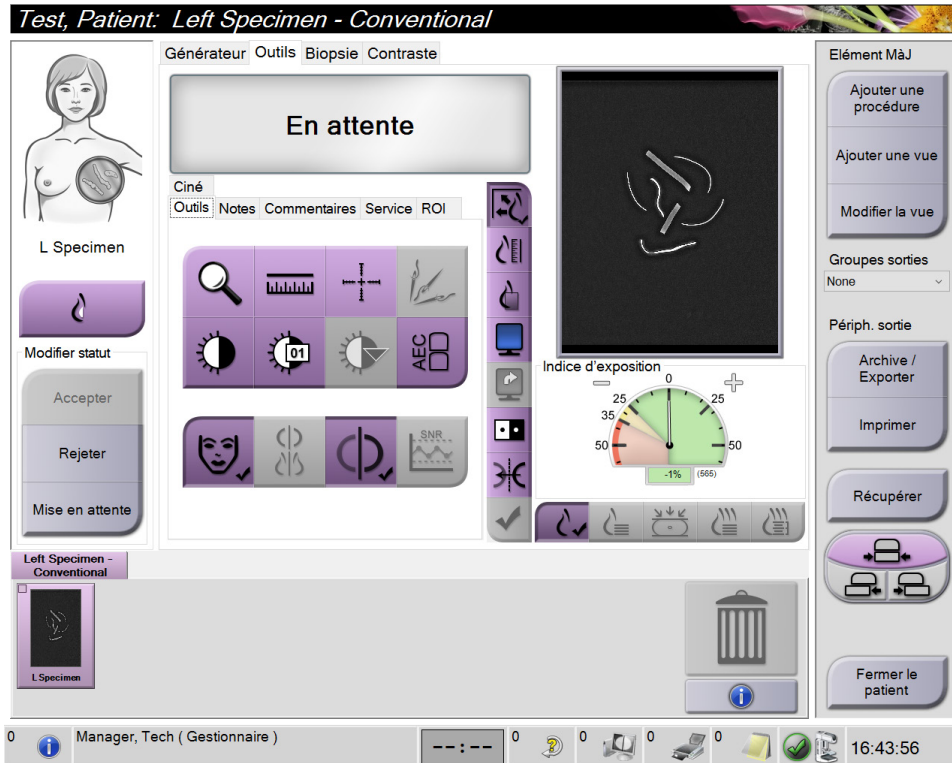 Test, Patient: Left Specimen - Conventional
L Specimen
Modifier statut
Accepter
Rejeter
Mise en attente
Générateur Outils Biopsie Contraste
En attente
Ciné
Outils Notes Commentaires Service ROI
01
AEC
SNR
Indice d'exposition
0
25 25
35
50 50
-1% (565)
Elément MàJ
Ajouter une
procédure
Ajouter une vue
Modifier la vue
Groupes sorties
None
Périph. sortie
Archive /
Exporter
Imprimer
Récupérer
Fermer le
patient
Left Specimen -
Conventional
L Specimen
0 Manager, Tech ( Gestionnaire ) --:-- 0 0 0 0 16:43:56